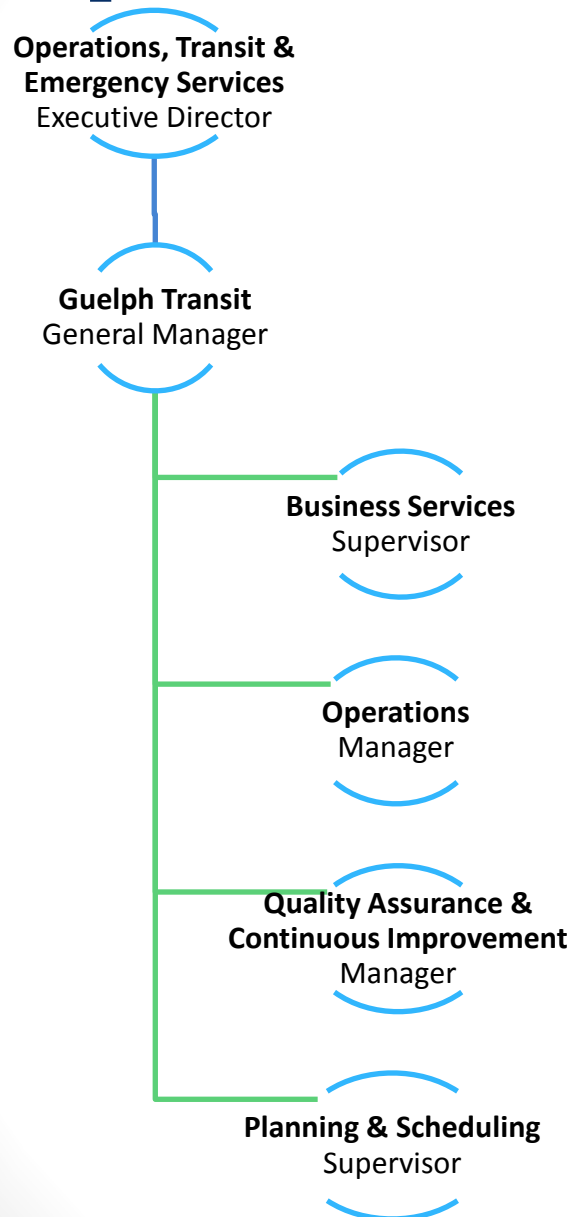 Operations, Transit &
Emergency Services
Executive Director
Guelph Transit
General Manager
Business Services
Supervisor
Operations
Manager
Quality Assurance &
Continuous Improvement
Manager
Planning & Scheduling
Supervisor